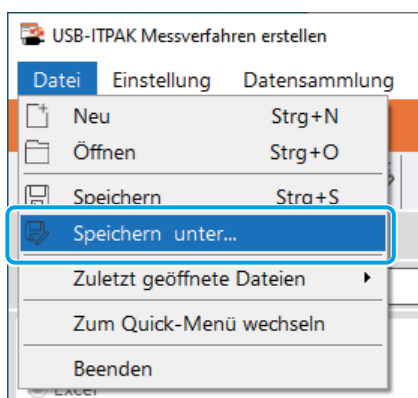 USB-ITPAK Messverfahren erstellen
Datei Einstellung Datensammlung
Neu Strg+N
Öffnen Strg+O
Speichern Strg+S
Speichern unter...
Zuletzt geöffnete Dateien
Zum Quick-Menü wechseln
Beenden
Excel